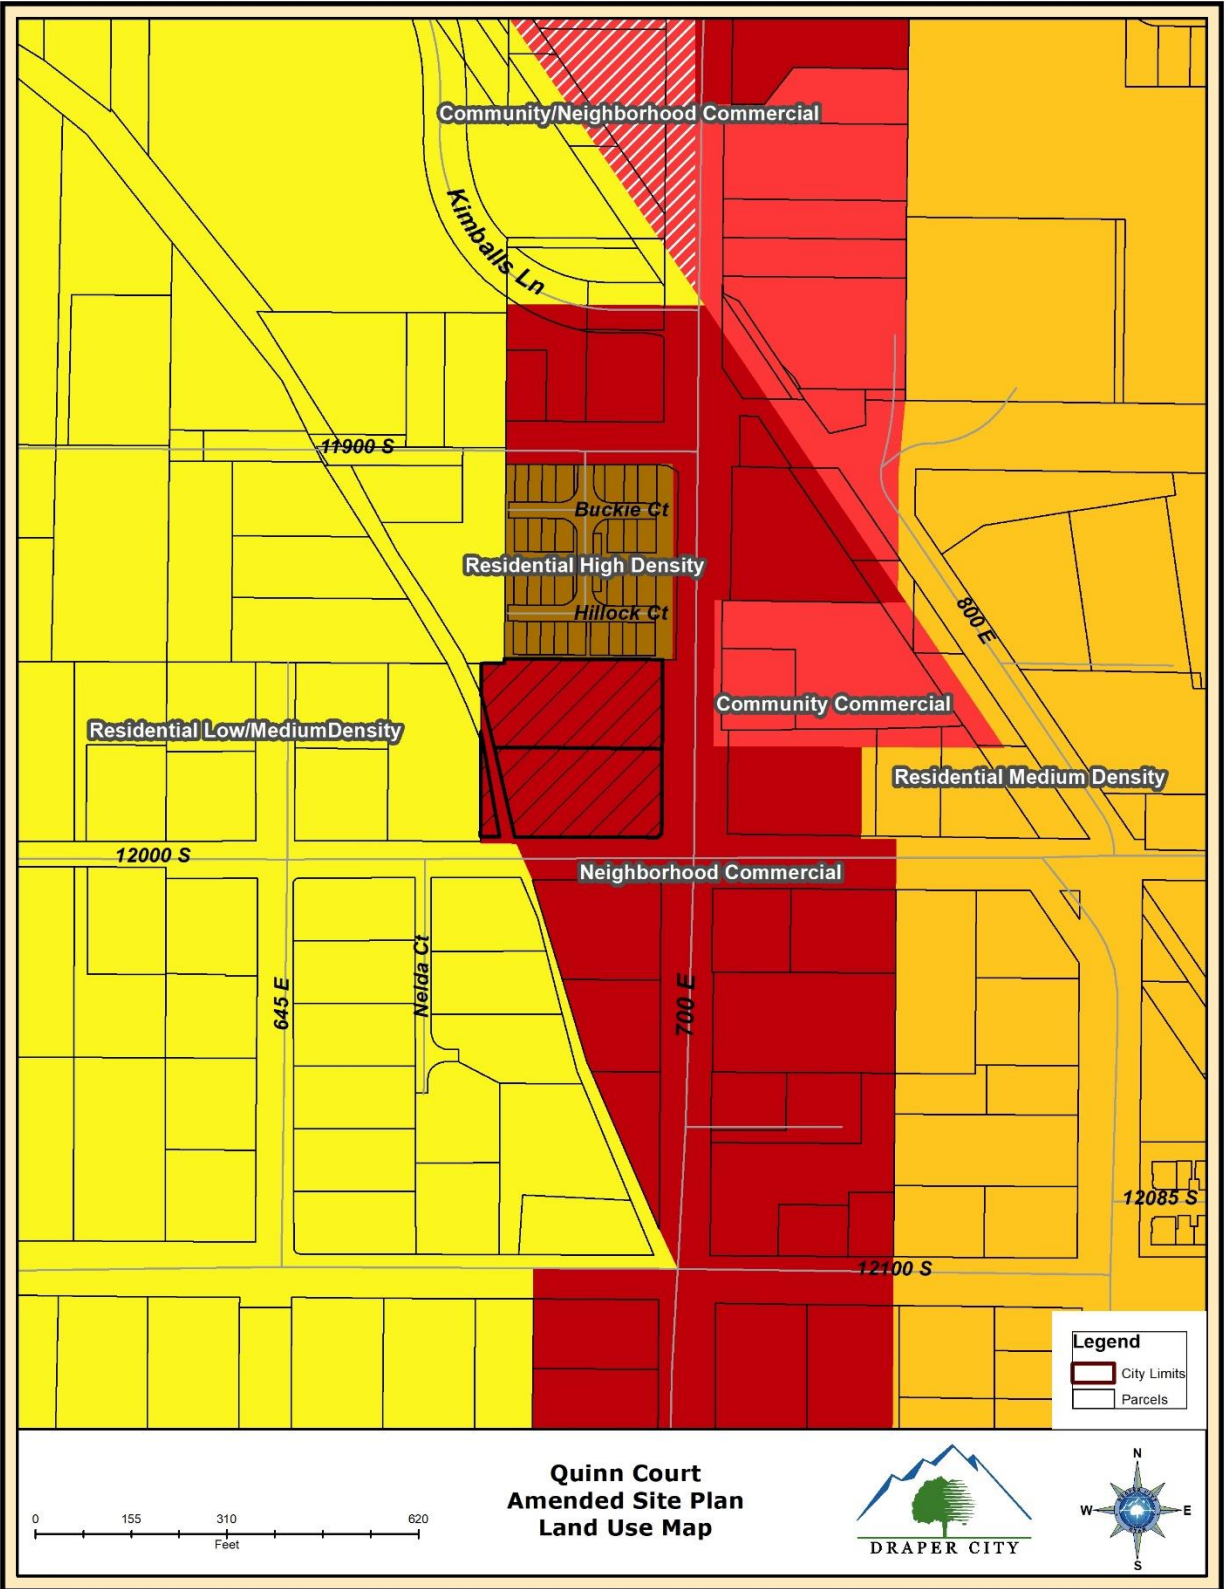 Community/Neighborhood Commercial
Kimballs Ln
11900 S
Buckie Ct
Residential High Density
Hillock Ct
800 E
Community Commercial
Residential Low/MediumDensity
Residential Medium Density
12000 S
Neighborhood Commercial
Nelda Ct
645 E
700 E
12085 S
12100 S
Legend
City Limits
Parcels
Quinn Court
Amended Site Plan
Land Use Map
0 155 310 620
Feet
DRAPER CITY
N
W E
S